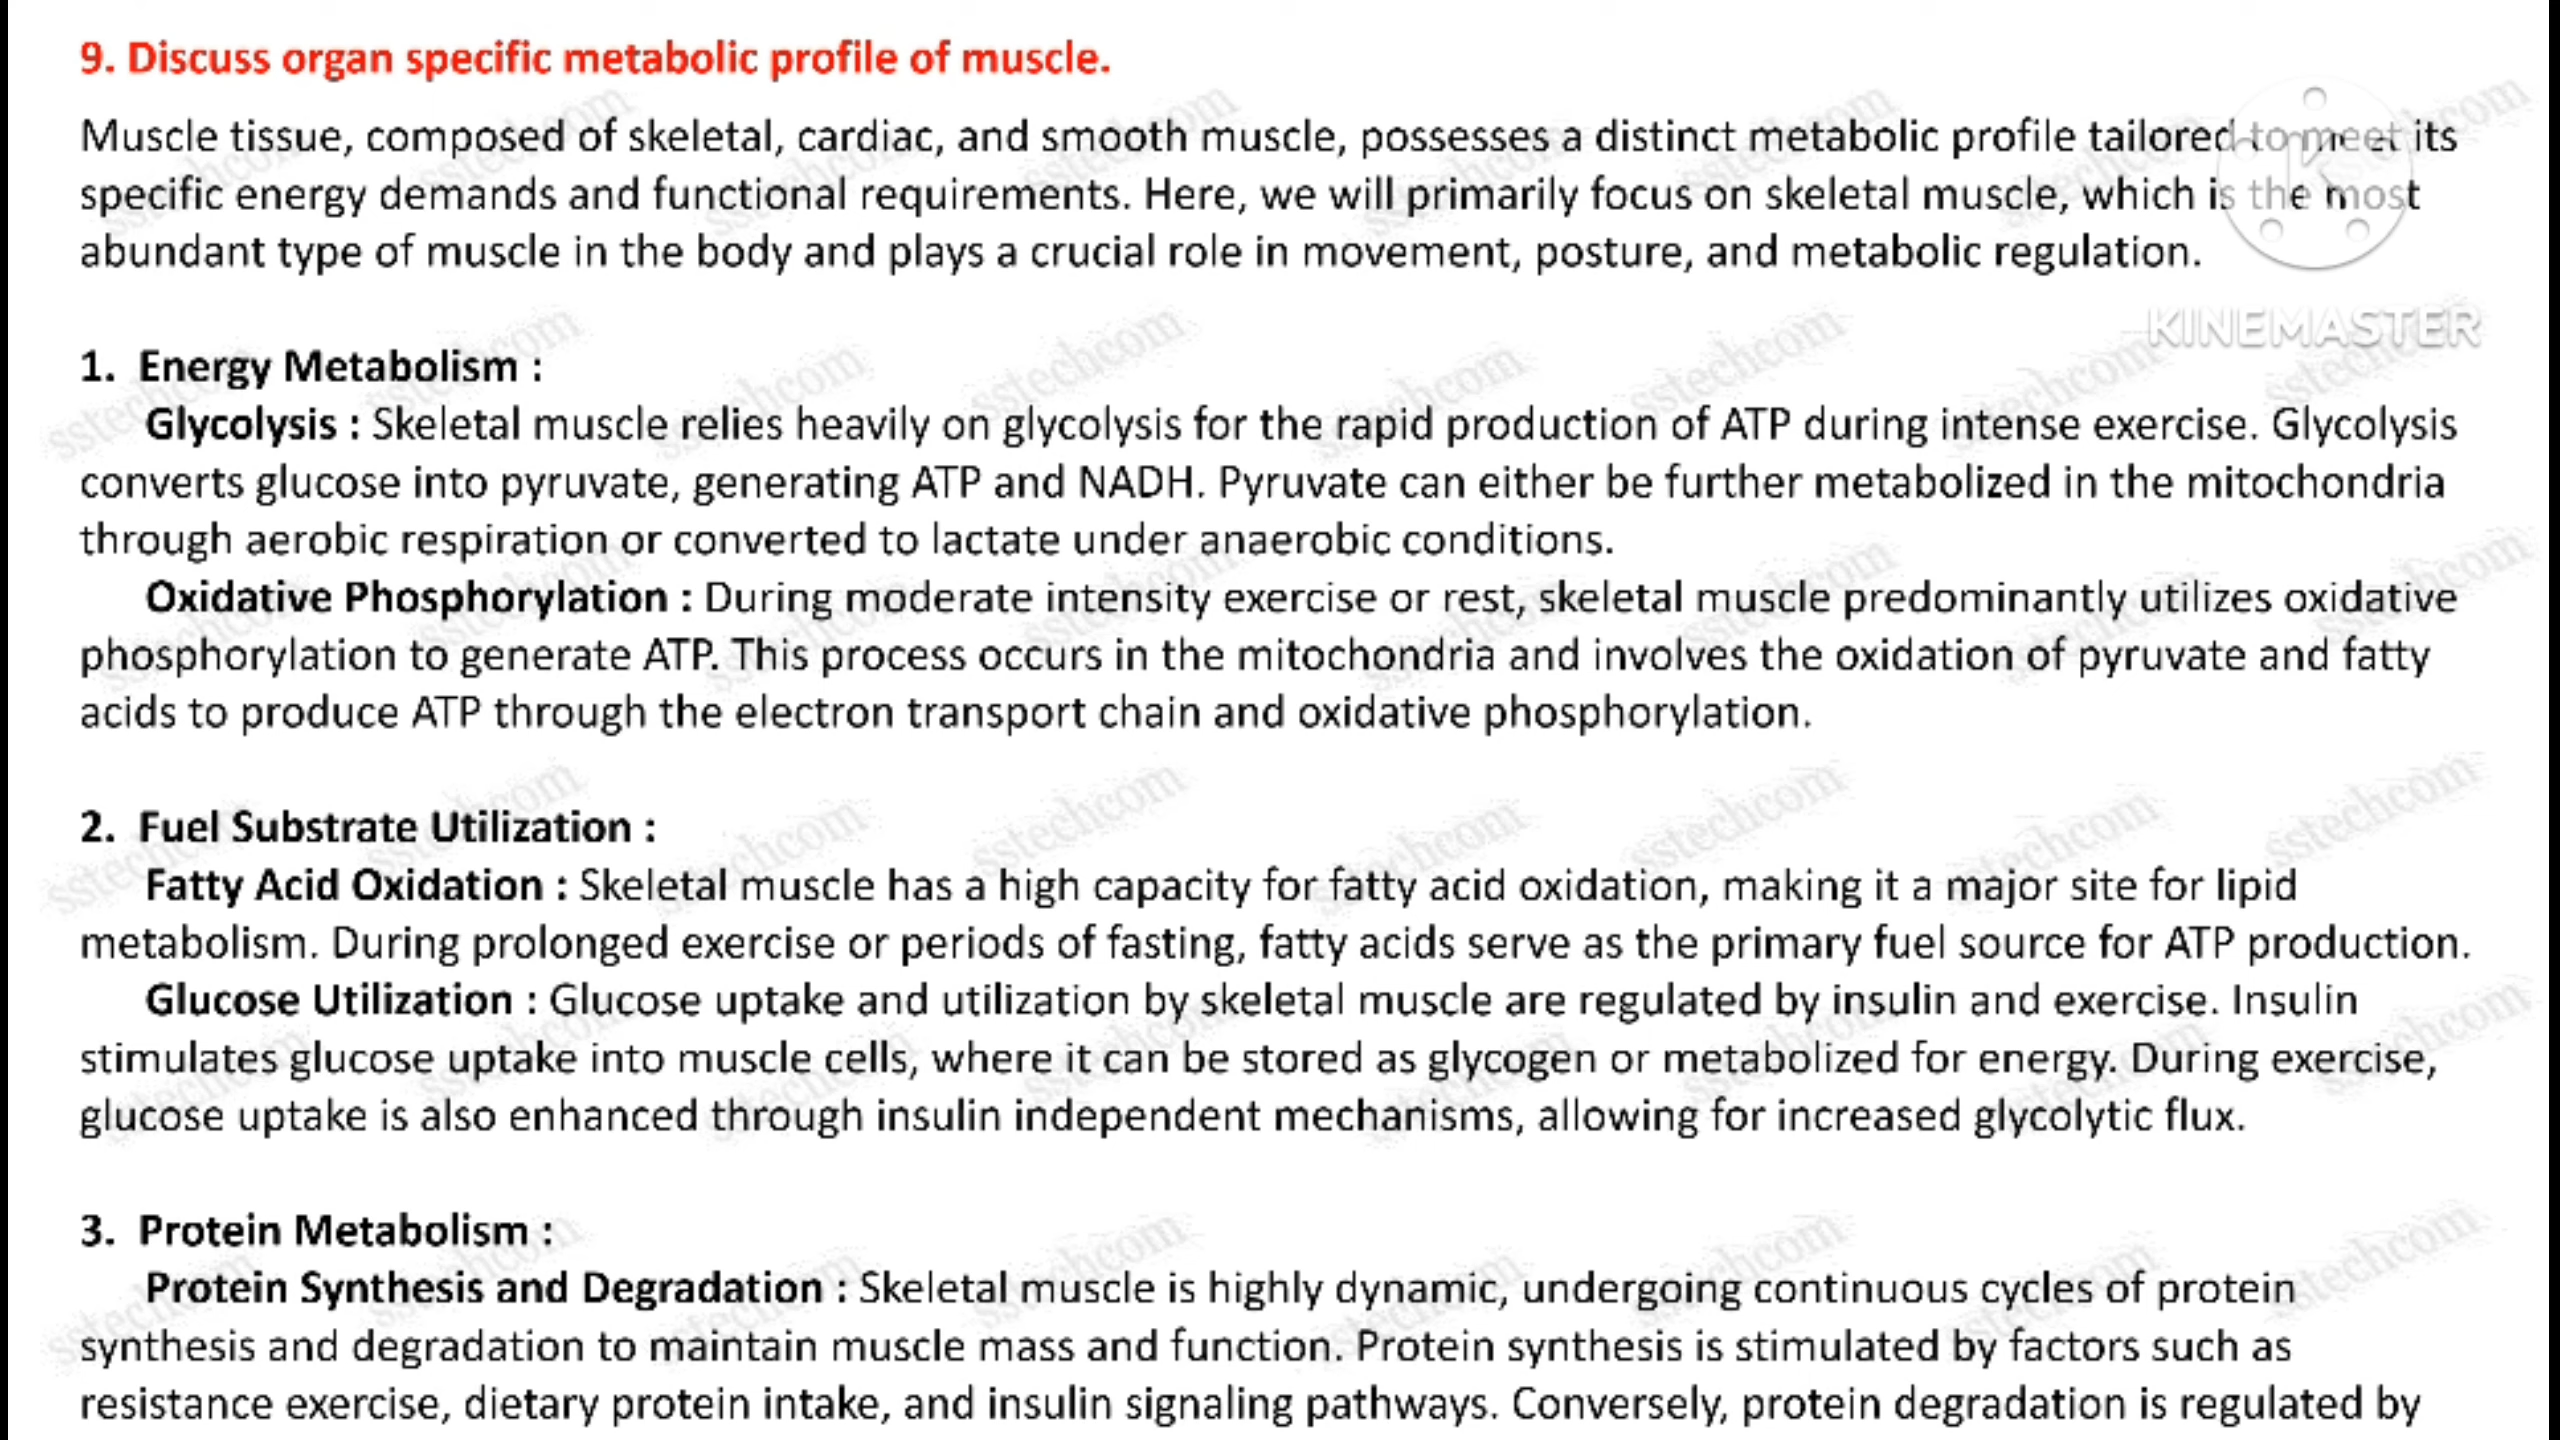 9. Discuss organ specific metabolic profile of muscle.
Muscle tissue, composed of skeletal, cardiac, and smooth muscle, possesses a distinct metabolic profile tailored to meet its
specific energy demands and functional requirements. Here, we will primarily focus on skeletal muscle, which is the most
abundant type of muscle in the body and plays a crucial role in movement, posture, and metabolic regulation.
KINEMASTER
1. Energy Metabolism :
Glycolysis : Skeletal muscle relies heavily on glycolysis for the rapid production of ATP during intense exercise. Glycolysis
converts glucose into pyruvate, generating ATP and NADH. Pyruvate can either be further metabolized in the mitochondria
through aerobic respiration or converted to lactate under anaerobic conditions.
Oxidative Phosphorylation : During moderate intensity exercise or rest, skeletal muscle predominantly utilizes oxidative
phosphorylation to generate ATP. This process occurs in the mitochondria and involves the oxidation of pyruvate and fatty
acids to produce ATP through the electron transport chain and oxidative phosphorylation.
2. Fuel Substrate Utilization :
Fatty Acid Oxidation : Skeletal muscle has a high capacity for fatty acid oxidation, making it a major site for lipid
metabolism. During prolonged exercise or periods of fasting, fatty acids serve as the primary fuel source for ATP production.
Glucose Utilization : Glucose uptake and utilization by skeletal muscle are regulated by insulin and exercise. Insulin
stimulates glucose uptake into muscle cells, where it can be stored as glycogen or metabolized for energy. During exercise,
glucose uptake is also enhanced through insulin independent mechanisms, allowing for increased glycolytic flux.
3. Protein Metabolism :
Protein Synthesis and Degradation : Skeletal muscle is highly dynamic, undergoing continuous cycles of protein
synthesis and degradation to maintain muscle mass and function. Protein synthesis is stimulated by factors such as
resistance exercise, dietary protein intake, and insulin signaling pathways. Conversely, protein degradation is regulated by